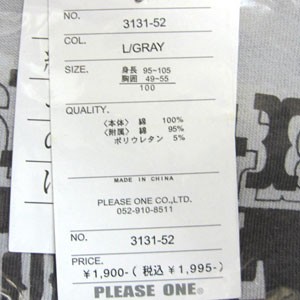 NO. 3131-52
COL. L/GRAY
SIZE. 身長 95~105
胸囲 49~55
100
QUALITY.
〈本体〉 綿 100%
〈附属〉 綿 95%
ポリウレタン 5%
MADE IN CHINA
PLEASE ONE CO.,LTD.
052-910-8511
NO. 3131-52
PRICE.
¥1,900-( 税込 ¥1,995-)
PLEASE ONE®